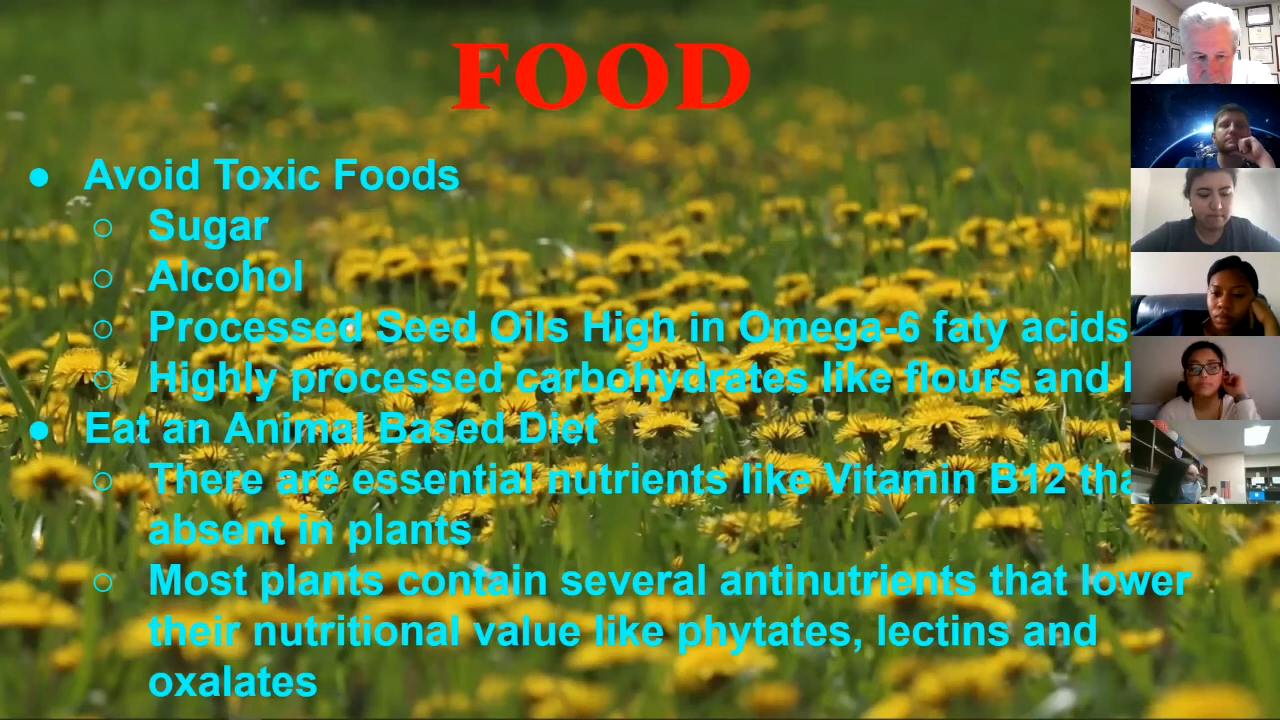 FOOD
● Avoid Toxic Foods
○ Sugar
○ Alcohol
○ Processed Seed Oils High in Omega-6 faty acids
○ Highly processed carbohydrates like flours and
● Eat an Animal Based Diet
○ There are essential nutrients like Vitamin B12
absent in plants
○ Most plants contain several antinutrients that lower
their nutritional value like phytates, lectins and
oxalates